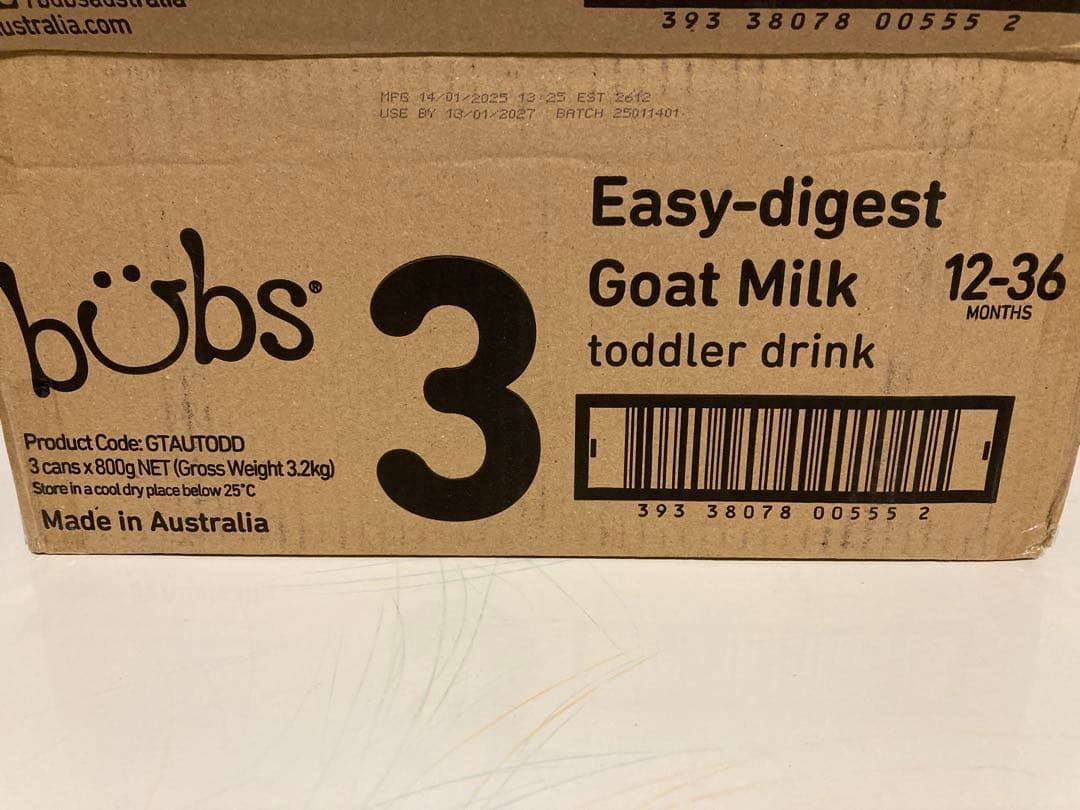 ustralia.com
393 38078 00555 2
MFG 14/01/2025 13:25 EST 2612
USE BY 13/01/2027 BATCH 25011401
bubs®
3
Easy-digest
Goat Milk
toddler drink
12-36
MONTHS
Product Code: GTAUTODD
3 cans x 800g NET (Gross Weight 3.2kg)
Store in a cool dry place below 25°C
Made in Australia
393 38078 00555 2